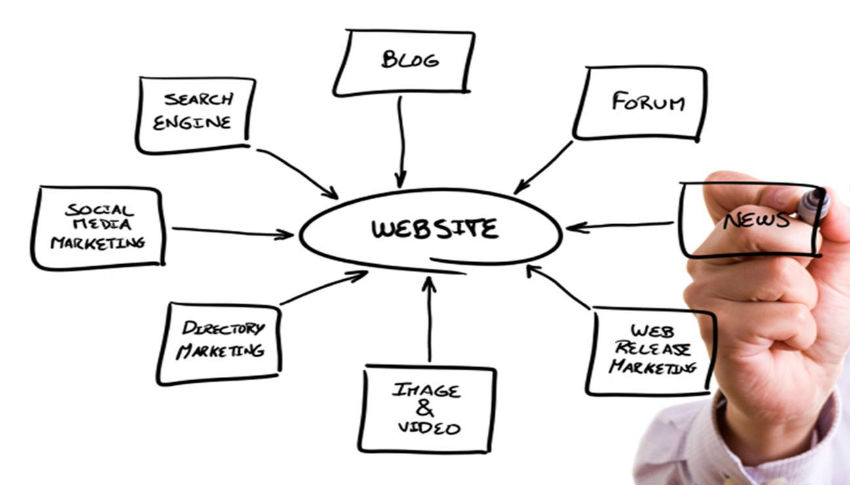 BLOG
SEARCH
ENGINE
FORUM
SOCIAL
MEDIA
MARKETING
WEBSITE
NEWS
DIRECTORY
MARKETING
IMAGE
&
VIDEO
WEB
RELEASE
MARKETING